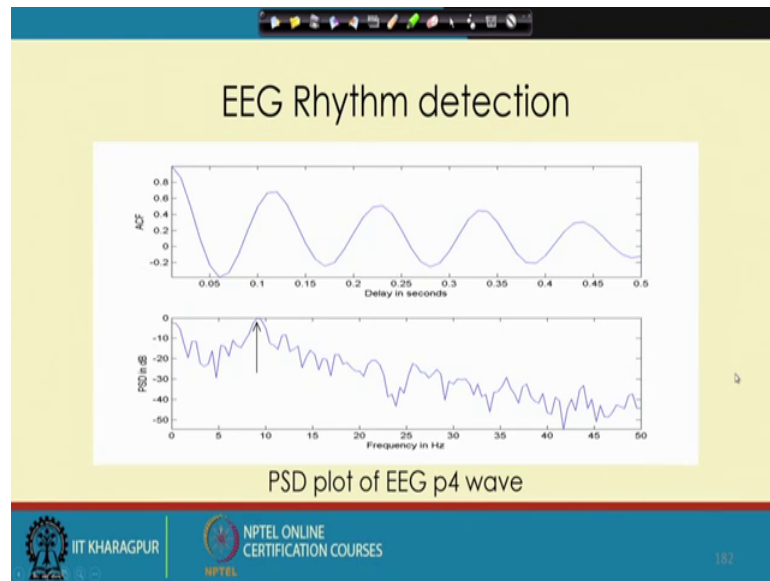 EEG Rhythm detection
0.8
0.6
0.4
0.2
0
-0.2
ACF
0.05 0.1 0.15 0.2 0.25 0.3 0.35 0.4 0.45 0.5
Delay in seconds
0
-10
-20
-30
-40
-50
PSD in dB
0 5 10 15 20 25 30 35 40 45 50
Frequency in Hz
PSD plot of EEG p4 wave
IIT KHARAGPUR
NPTEL ONLINE
CERTIFICATION COURSES
NPTEL
182